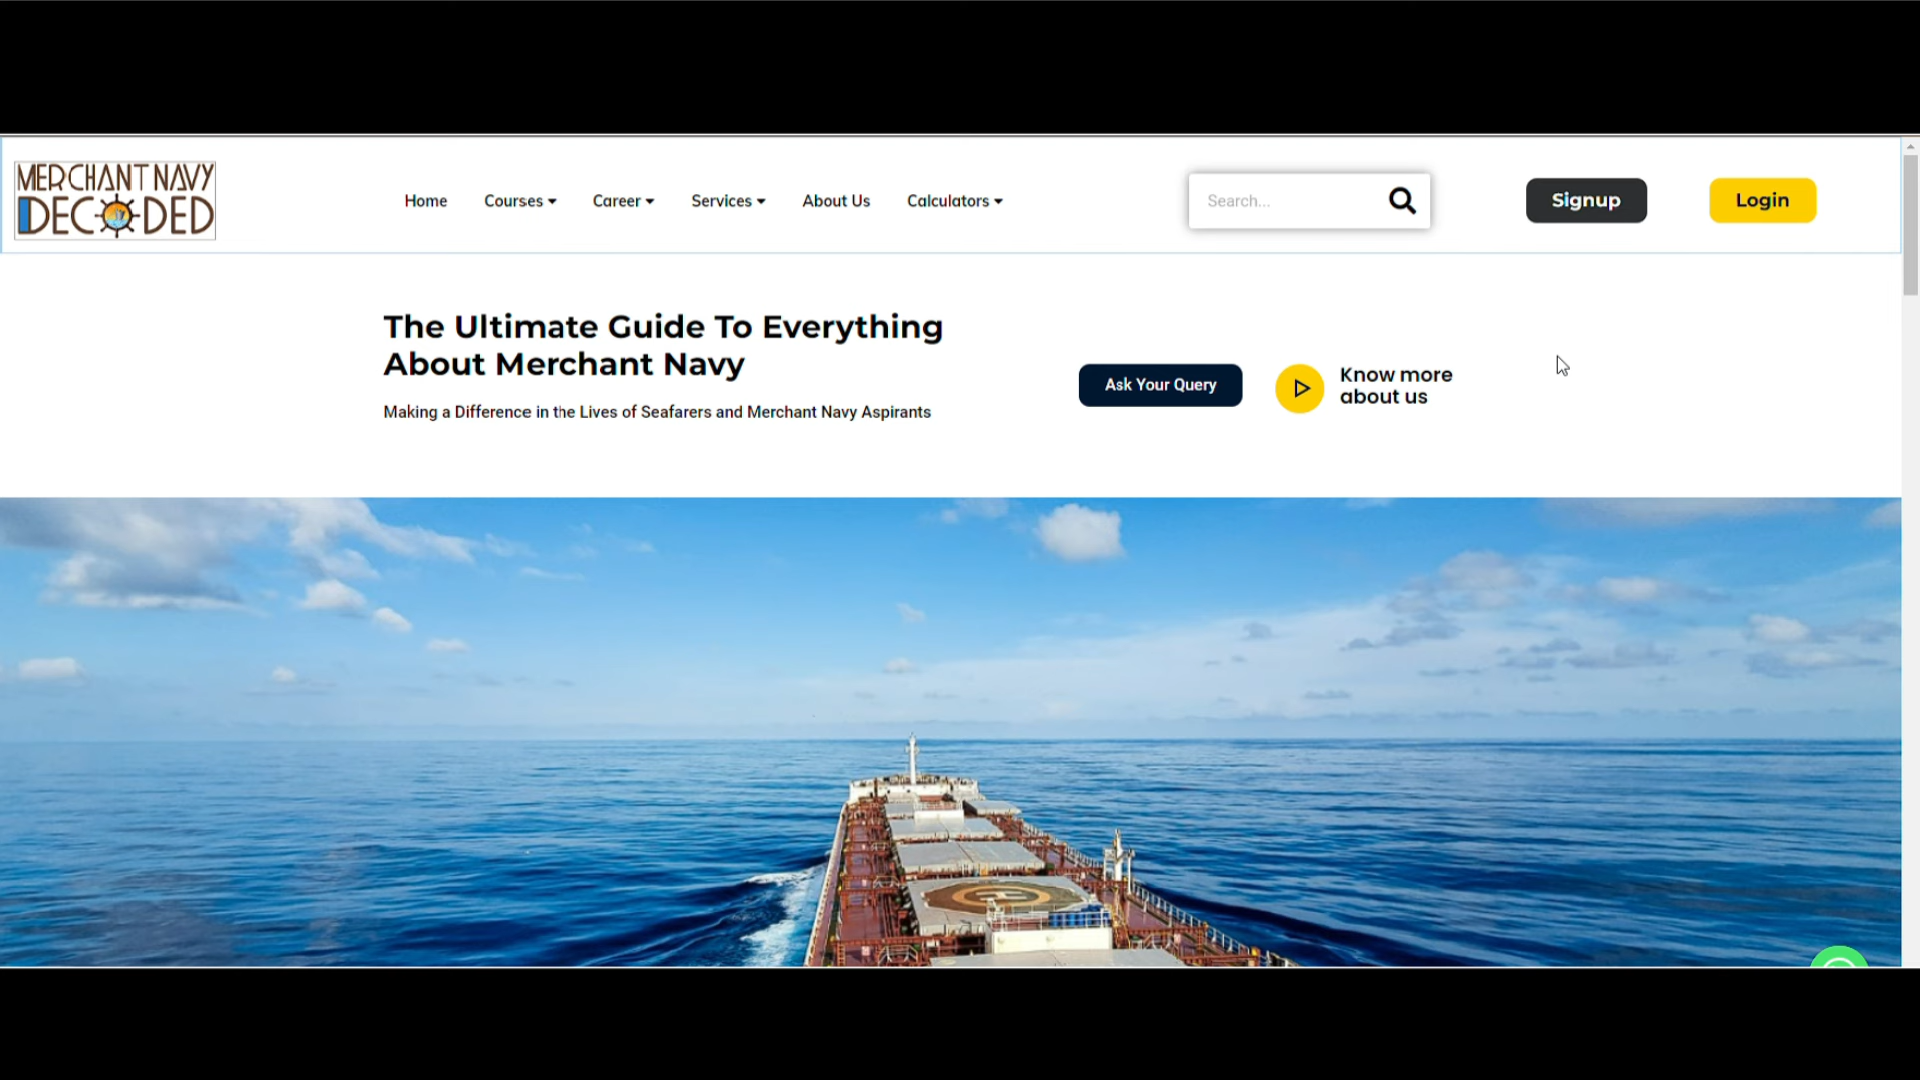 MERCHANT NAVY
DECODED
Home
Courses
Career
Services
About Us
Calculators
Search...
Signup
Login
The Ultimate Guide To Everything
About Merchant Navy
Making a Difference in the Lives of Seafarers and Merchant Navy Aspirants
Ask Your Query
Know more
about us
H